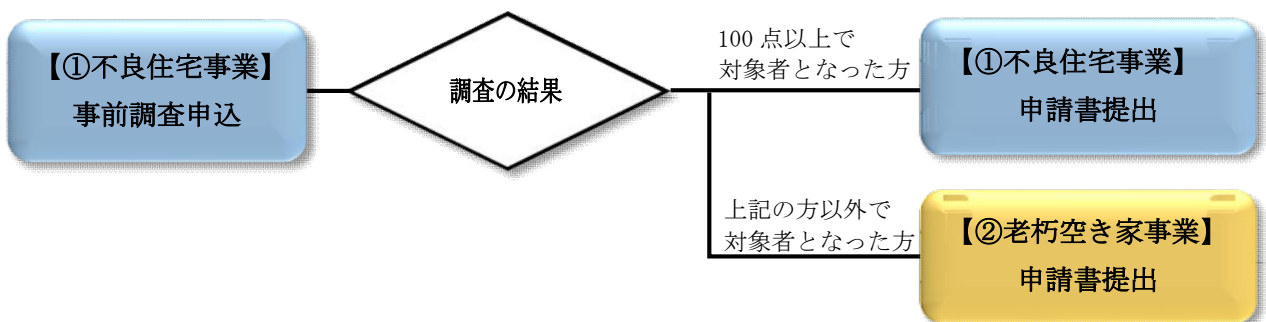 【①不良住宅事業】
事前調査申込
調査の結果
100 点以上で
対象者となった方
【①不良住宅事業】
申請書提出
上記の方以外で
対象者となった方
【②老朽空き家事業】
申請書提出